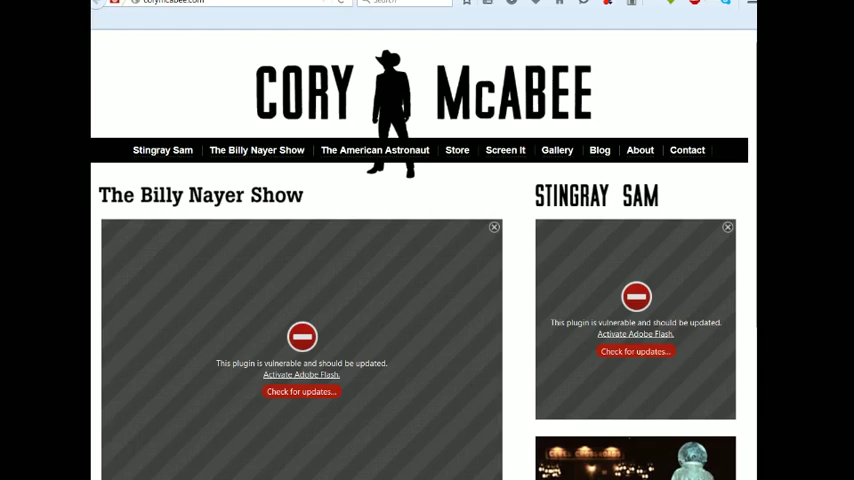 corymcabee.com
Search
CORY McABEE
Stingray Sam
The Billy Nayer Show
The American Astronaut
Store
Screen It
Gallery
Blog
About
Contact
The Billy Nayer Show
STINGRAY SAM
This plugin is vulnerable and should be updated.
Activate Adobe Flash.
Check for updates...
This plugin is vulnerable and should be updated.
Activate Adobe Flash.
Check for updates...